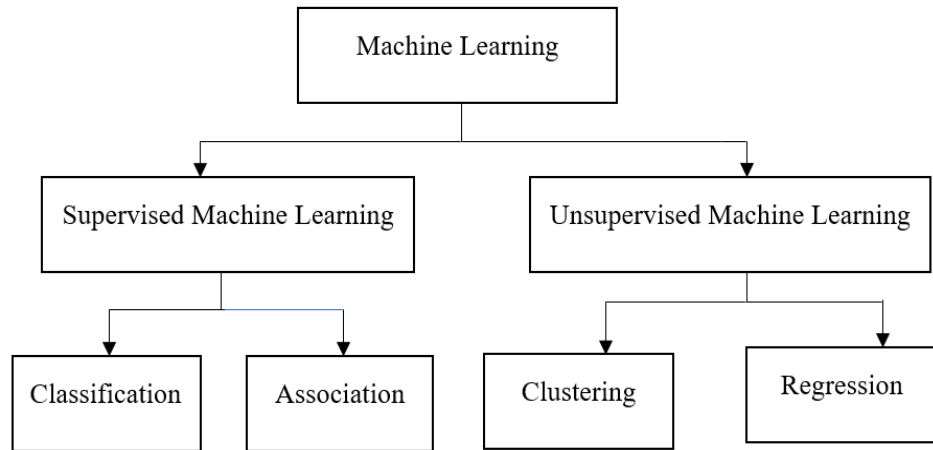 Machine Learning
Supervised Machine Learning
Unsupervised Machine Learning
Classification
Association
Clustering
Regression